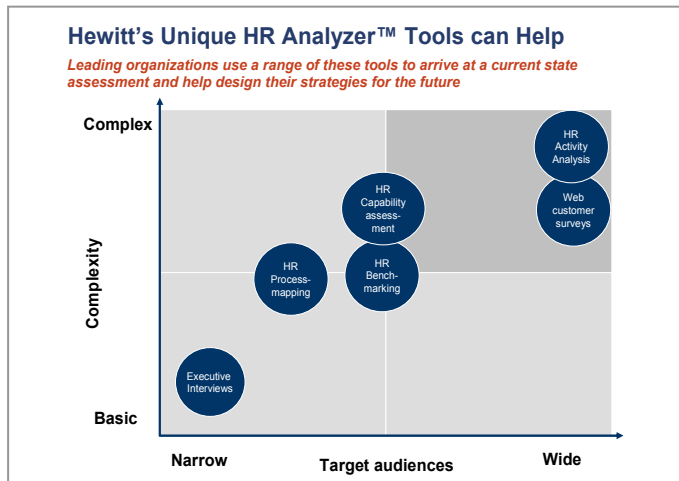 Hewitt's Unique HR Analyzer™ Tools can Help
Leading organizations use a range of these tools to arrive at a current state
assessment and help design their strategies for the future
Complex
HR
Activity
Analysis
Web
customer
surveys
HR
Capability
assess-
ment
HR
Process-
mapping
HR
Bench-
marking
Complexity
Executive
Interviews
Basic
Narrow
Target audiences
Wide